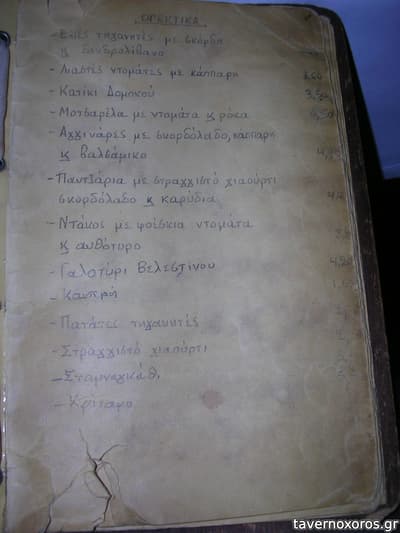 ΟΡΕΚΤΙΚΑ
- Ελιές τηγανητές με σκόρδο
& δενδρολίβανο
- Λιαστές ντομάτες με κάππαρη
- Κατίκι Δομοκού
- Μοτσαρέλα με ντομάτα & ρόκα
- Αγγινάρες με σκορδόλαδο, κάππαρη
& βαλσάμικο
- Παντζάρια με στραγγιστό γιαούρτι
σκορδόλαδο & καρύδια
- Ντάκος με φρέσκια ντομάτα
& ανθότυρο
- Γαλοτύρι Βελεστίνου
- Καπνρή
- Πατάτες τηγανητές
- Στραγγιστό γιαούρτι
- Σταμναγκάθι
- Κρίταμο
tavernoxoros.gr